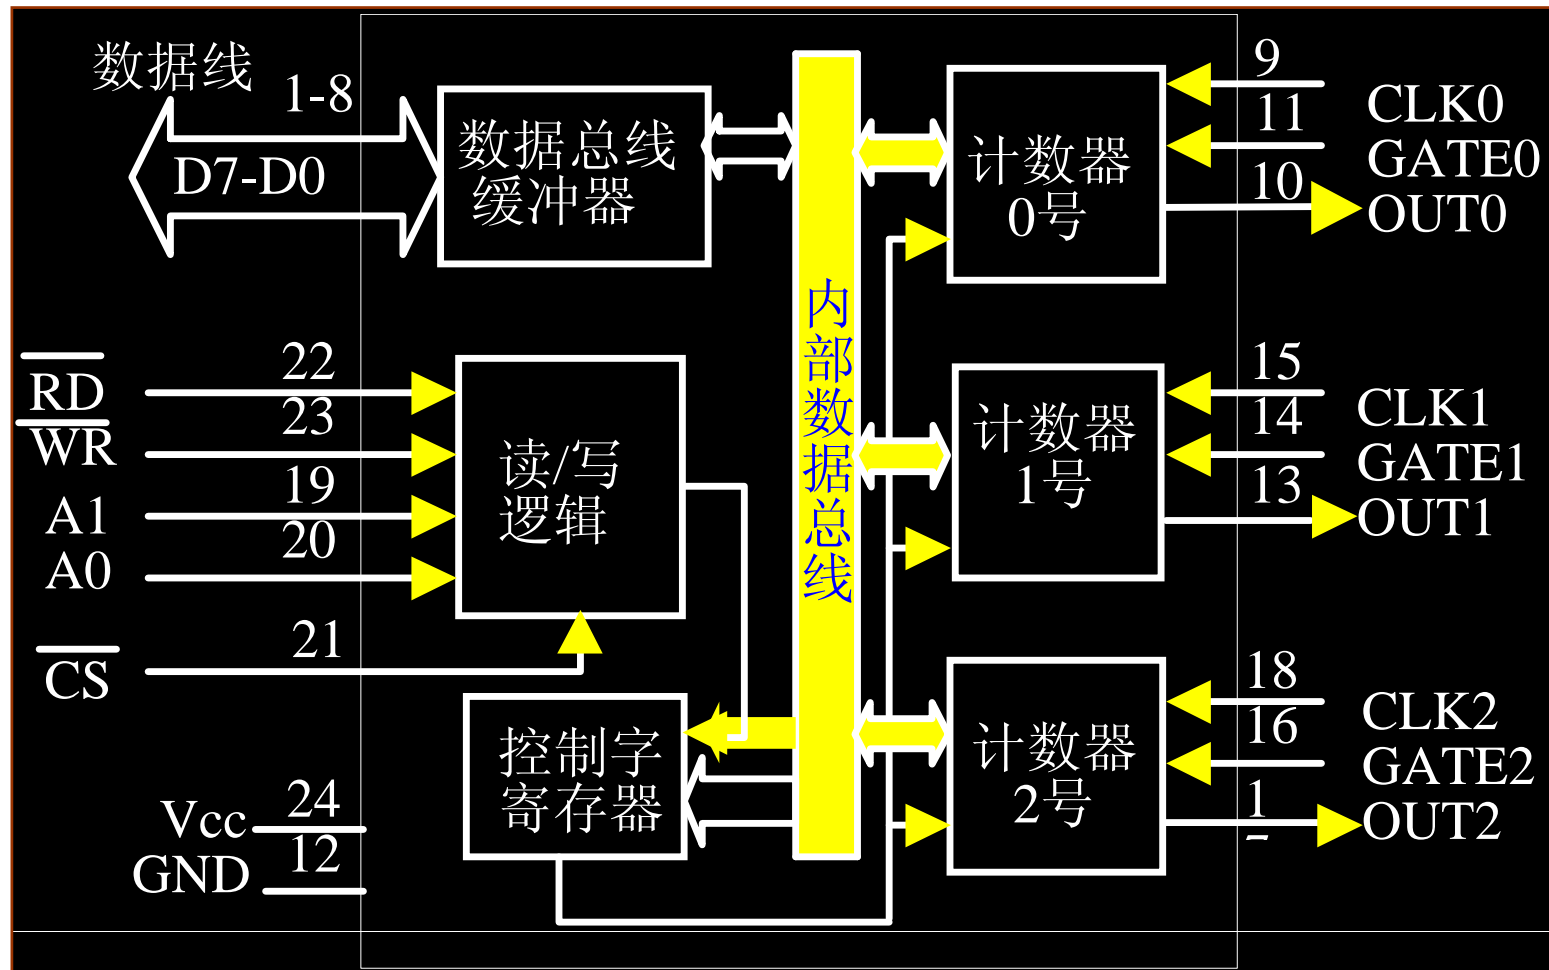 数据线
1-8
D7-D0
数据总线
缓冲器
22
RD
23
WR
19
A1
20
A0
21
CS
读/写
逻辑
控制字
寄存器
24
Vcc
12
GND
内部数据总线
计数器
0号
9
CLK0
11
GATE0
10
OUT0
计数器
1号
15
CLK1
14
GATE1
13
OUT1
计数器
2号
18
CLK2
16
GATE2
1
OUT2